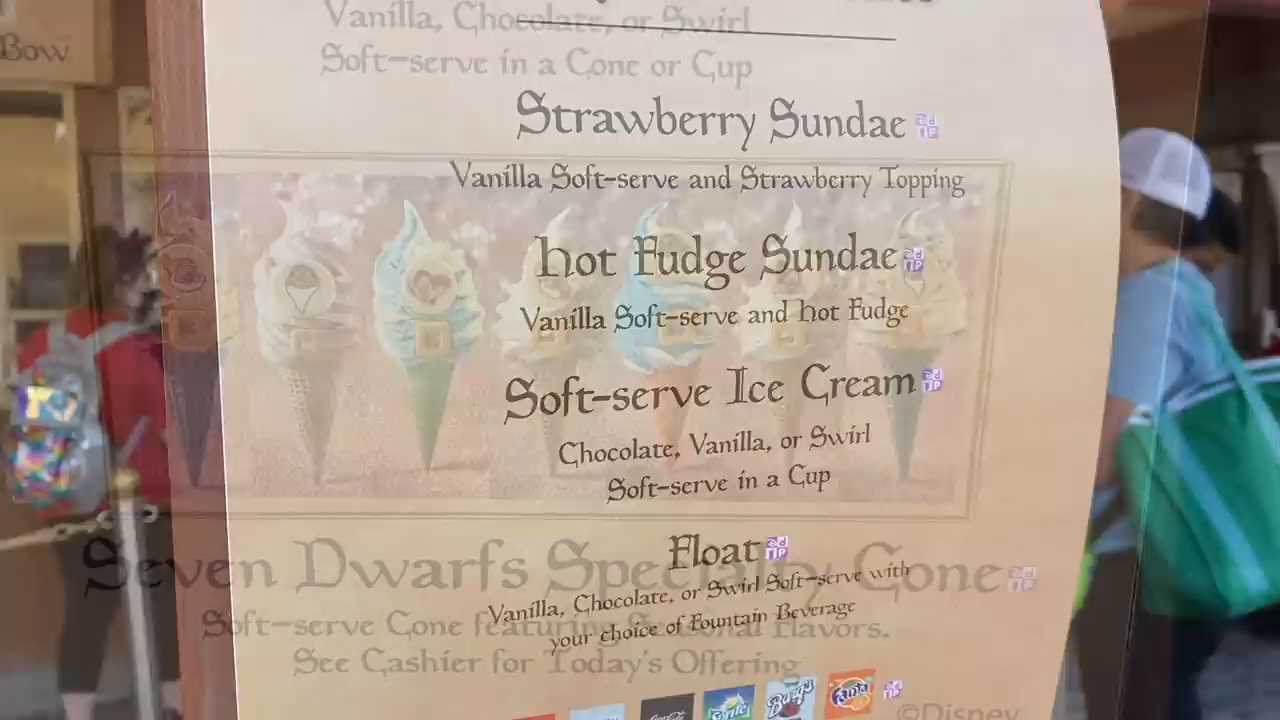 Bow
Vanilla, Chocolate, or Swirl
Soft-serve in a Cone or Cup
Strawberry Sundae
Vanilla Soft-serve and Strawberry Topping
Hot Fudge Sundae
Vanilla Soft-serve and Hot Fudge
Soft-serve Ice Cream
Chocolate, Vanilla, or Swirl
Soft-serve in a Cup
Float
Seven Dwarfs Specialty Cone
Vanilla, Chocolate, or Swirl Soft-serve with
your choice of Fountain Beverage
Soft-serve Cone featuring Seasonal Flavors.
See Cashier for Today's Offering
Sprite
Barq's
Fanta
©Disney